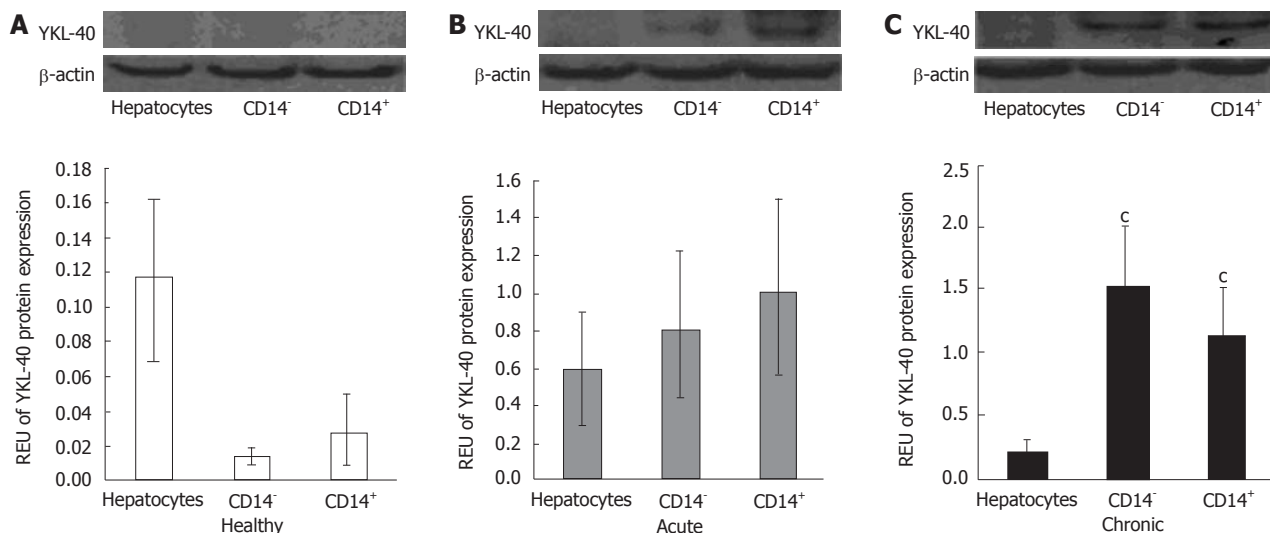 A
YKL-40
β-actin
Hepatocytes CD14⁻ CD14⁺
REU of YKL-40 protein expression
0.18
0.16
0.14
0.12
0.10
0.08
0.06
0.04
0.02
0.00
Hepatocytes CD14⁻ CD14⁺
Healthy
B
YKL-40
β-actin
Hepatocytes CD14⁻ CD14⁺
REU of YKL-40 protein expression
1.6
1.4
1.2
1.0
0.8
0.6
0.4
0.2
0.0
Hepatocytes CD14⁻ CD14⁺
Acute
C
YKL-40
β-actin
Hepatocytes CD14⁻ CD14⁺
REU of YKL-40 protein expression
2.5
2.0
1.5
1.0
0.5
0.0
c
c
Hepatocytes CD14⁻ CD14⁺
Chronic